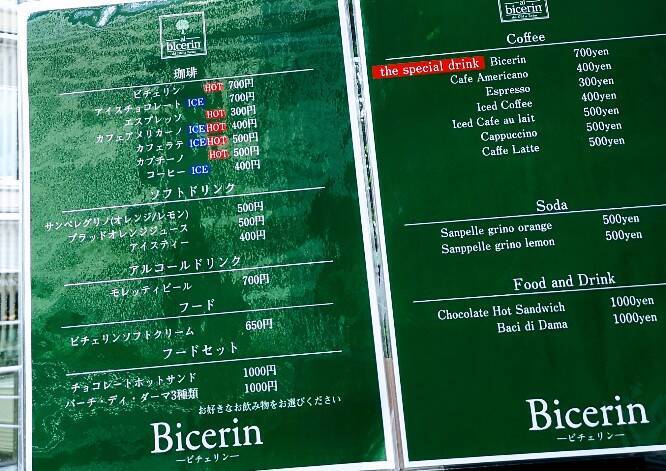 al
bicerin
珈琲
ビチェリン HOT 700円
アイスチョコレート ICE 700円
エスプレッソ HOT 300円
カフェアメリカーノ ICE HOT 400円
カフェラテ ICE HOT 500円
カプチーノ HOT 500円
コーヒー ICE 400円
ソフトドリンク
サンペレグリノ(オレンジ/レモン) 500円
ブラッドオレンジジュース 500円
アイスティー 400円
アルコールドリンク
モレッティビール 700円
フード
ビチェリンソフトクリーム 650円
フードセット
チョコレートホットサンド 1000円
バーチ・ディ・ダーマ3種類 1000円
お好きなお飲み物をお選びください
Bicerin
―ビチェリン―
al
bicerin
Coffee
the special drink Bicerin 700yen
Cafe Americano 400yen
Espresso 300yen
Iced Coffee 400yen
Iced Cafe au lait 500yen
Cappuccino 500yen
Caffe Latte 500yen
Soda
Sanpelle grino orange 500yen
Sanppelle grino lemon 500yen
Food and Drink
Chocolate Hot Sandwich 1000yen
Baci di Dama 1000yen
Bicerin
―ビチェリン―